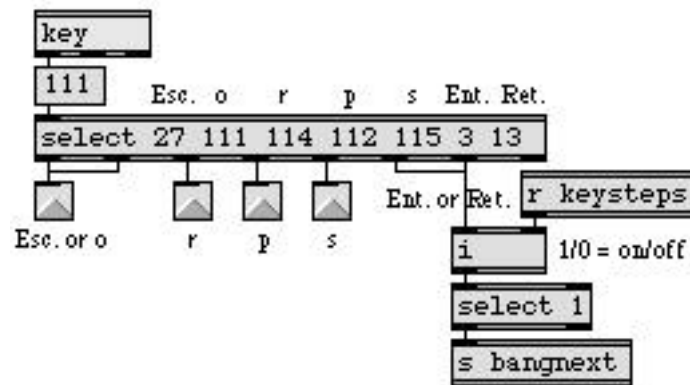 key
111
Esc. o r p s Ent. Ret.
select 27 111 114 112 115 3 13
Ent. or Ret.
r keysteps
Esc. or o
r
p
s
i
1/0 = on/off
select 1
s bangnext